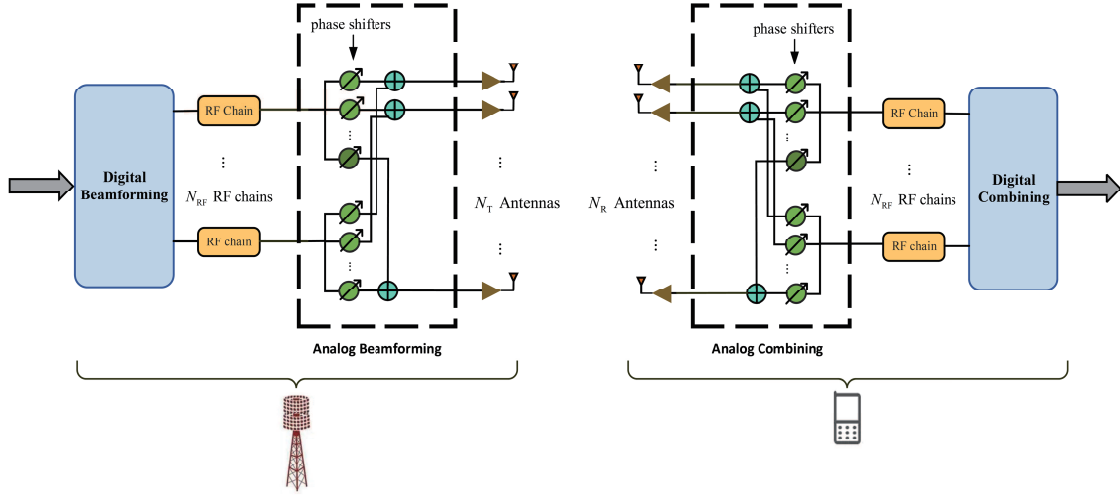 phase shifters
phase shifters
RF Chain
RF Chain
Digital
Beamforming
...
...
...
...
...
...
Digital
Combining
N_RF RF chains
N_T Antennas
N_R Antennas
N_RF RF chains
RF chain
RF chain
...
...
...
...
Analog Beamforming
Analog Combining